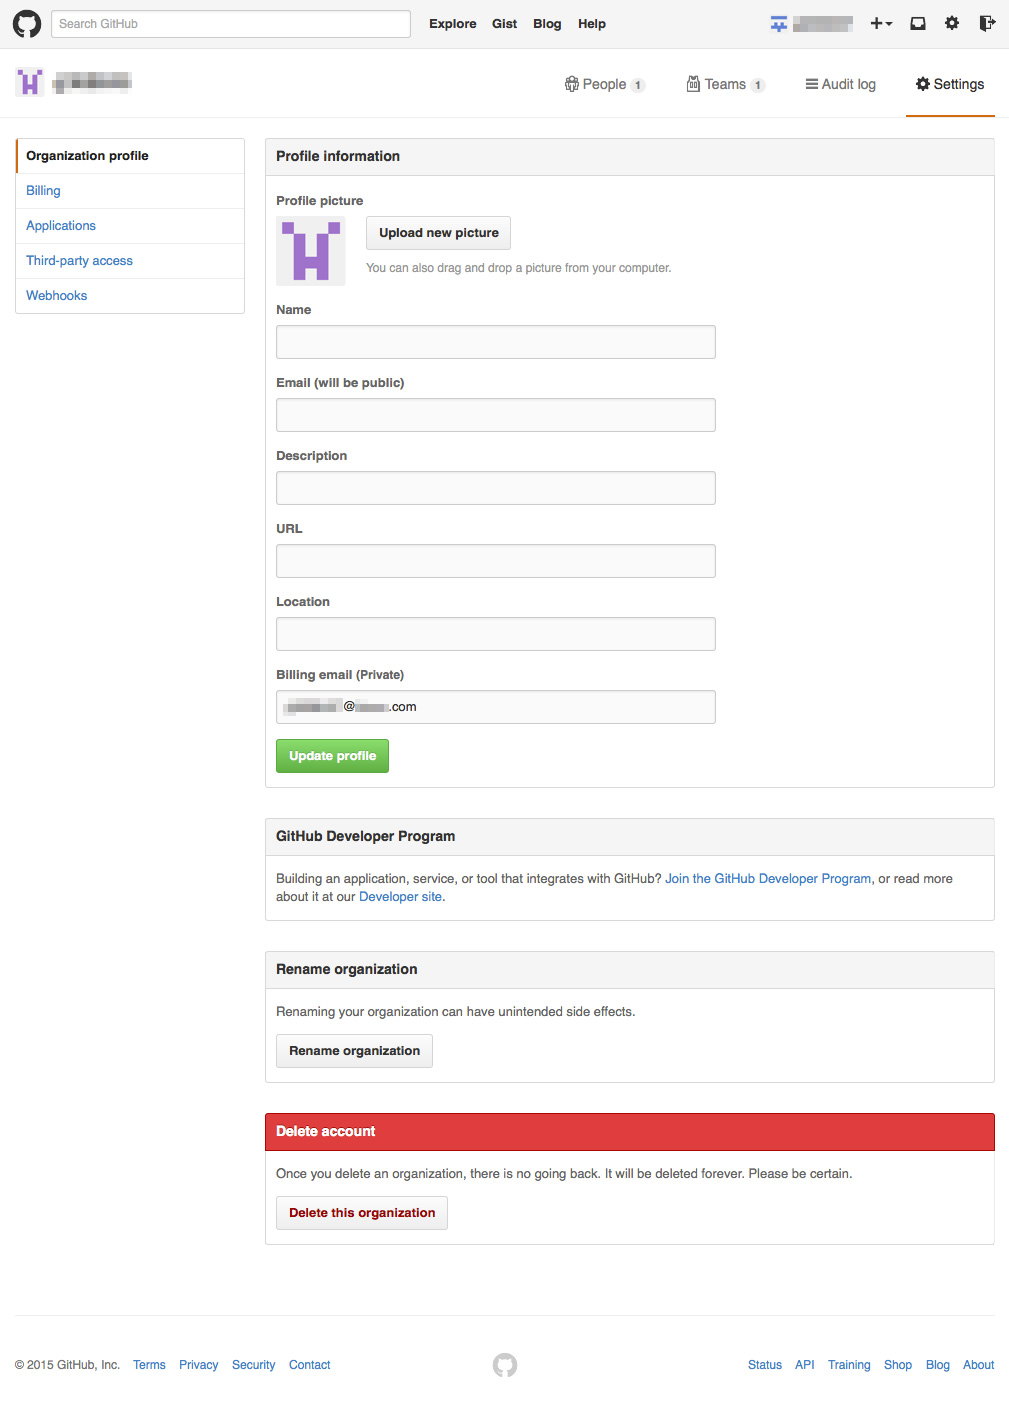 Search GitHub Explore Gist Blog Help
People 1 Teams 1 Audit log Settings
Organization profile
Billing
Applications
Third-party access
Webhooks
Profile information
Profile picture
Upload new picture
You can also drag and drop a picture from your computer.
Name
Email (will be public)
Description
URL
Location
Billing email (Private)
@ .com
Update profile
GitHub Developer Program
Building an application, service, or tool that integrates with GitHub? Join the GitHub Developer Program, or read more
about it at our Developer site.
Rename organization
Renaming your organization can have unintended side effects.
Rename organization
Delete account
Once you delete an organization, there is no going back. It will be deleted forever. Please be certain.
Delete this organization
© 2015 GitHub, Inc. Terms Privacy Security Contact Status API Training Shop Blog About